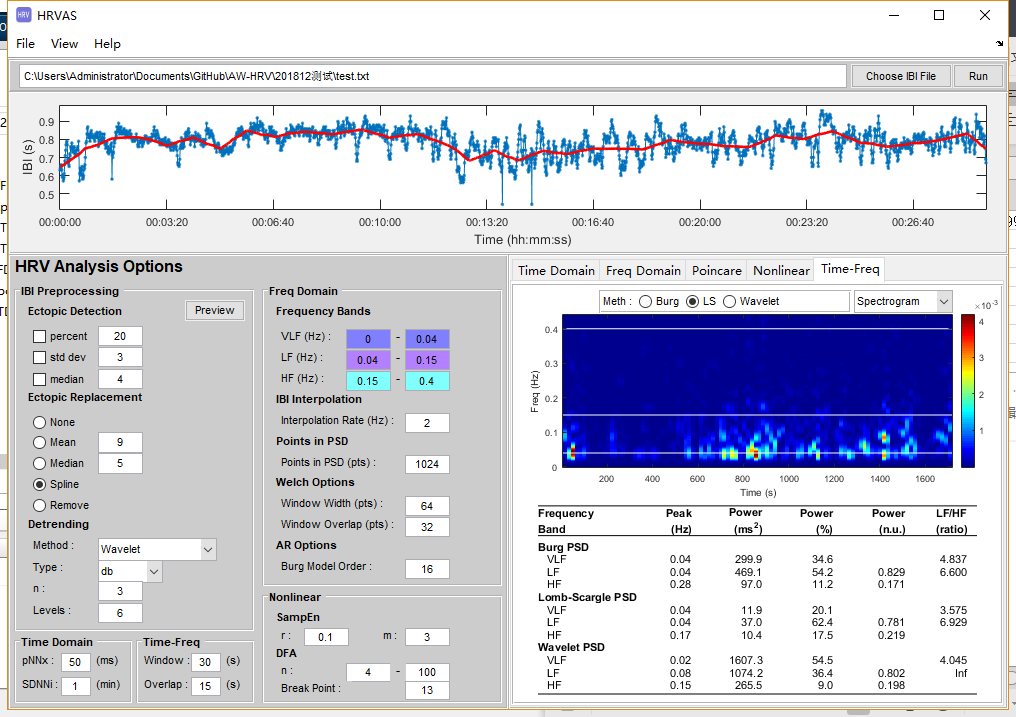 HRV HRVAS
File View Help
C:\Users\Administrator\Documents\GitHub\AW-HRV\201812测试\test.txt Choose IBI File Run
IBI (s)
0.9
0.8
0.7
0.6
0.5
00:00:00 00:03:20 00:06:40 00:10:00 00:13:20 00:16:40 00:20:00 00:23:20 00:26:40
Time (hh:mm:ss)
HRV Analysis Options
IBI Preprocessing
Ectopic Detection Preview
percent 20
std dev 3
median 4
Ectopic Replacement
None
Mean 9
Median 5
Spline
Remove
Detrending
Method : Wavelet
Type : db
n : 3
Levels : 6
Time Domain
pNNx : 50 (ms)
SDNNi : 1 (min)
Time-Freq
Window : 30 (s)
Overlap : 15 (s)
Freq Domain
Frequency Bands
VLF (Hz) : 0 - 0.04
LF (Hz) : 0.04 - 0.15
HF (Hz) : 0.15 - 0.4
IBI Interpolation
Interpolation Rate (Hz) : 2
Points in PSD
Points in PSD (pts) : 1024
Welch Options
Window Width (pts) : 64
Window Overlap (pts) : 32
AR Options
Burg Model Order : 16
Nonlinear
SampEn
r : 0.1 m : 3
DFA
n : 4 - 100
Break Point : 13
Time Domain Freq Domain Poincare Nonlinear Time-Freq
Meth : Burg LS Wavelet Spectrogram
×10⁻³
Freq (Hz)
0.4
0.3
0.2
0.1
0
4
3
2
1
200 400 600 800 1000 1200 1400 1600
Time (s)
Frequency Peak Power Power Power LF/HF
Band (Hz) (ms²) (%) (n.u.) (ratio)
Burg PSD
VLF 0.04 299.9 34.6 4.837
LF 0.04 469.1 54.2 0.829 6.600
HF 0.28 97.0 11.2 0.171
Lomb-Scargle PSD
VLF 0.04 11.9 20.1 3.575
LF 0.04 37.0 62.4 0.781 6.929
HF 0.17 10.4 17.5 0.219
Wavelet PSD
VLF 0.02 1607.3 54.5 4.045
LF 0.08 1074.2 36.4 0.802 Inf
HF 0.15 265.5 9.0 0.198